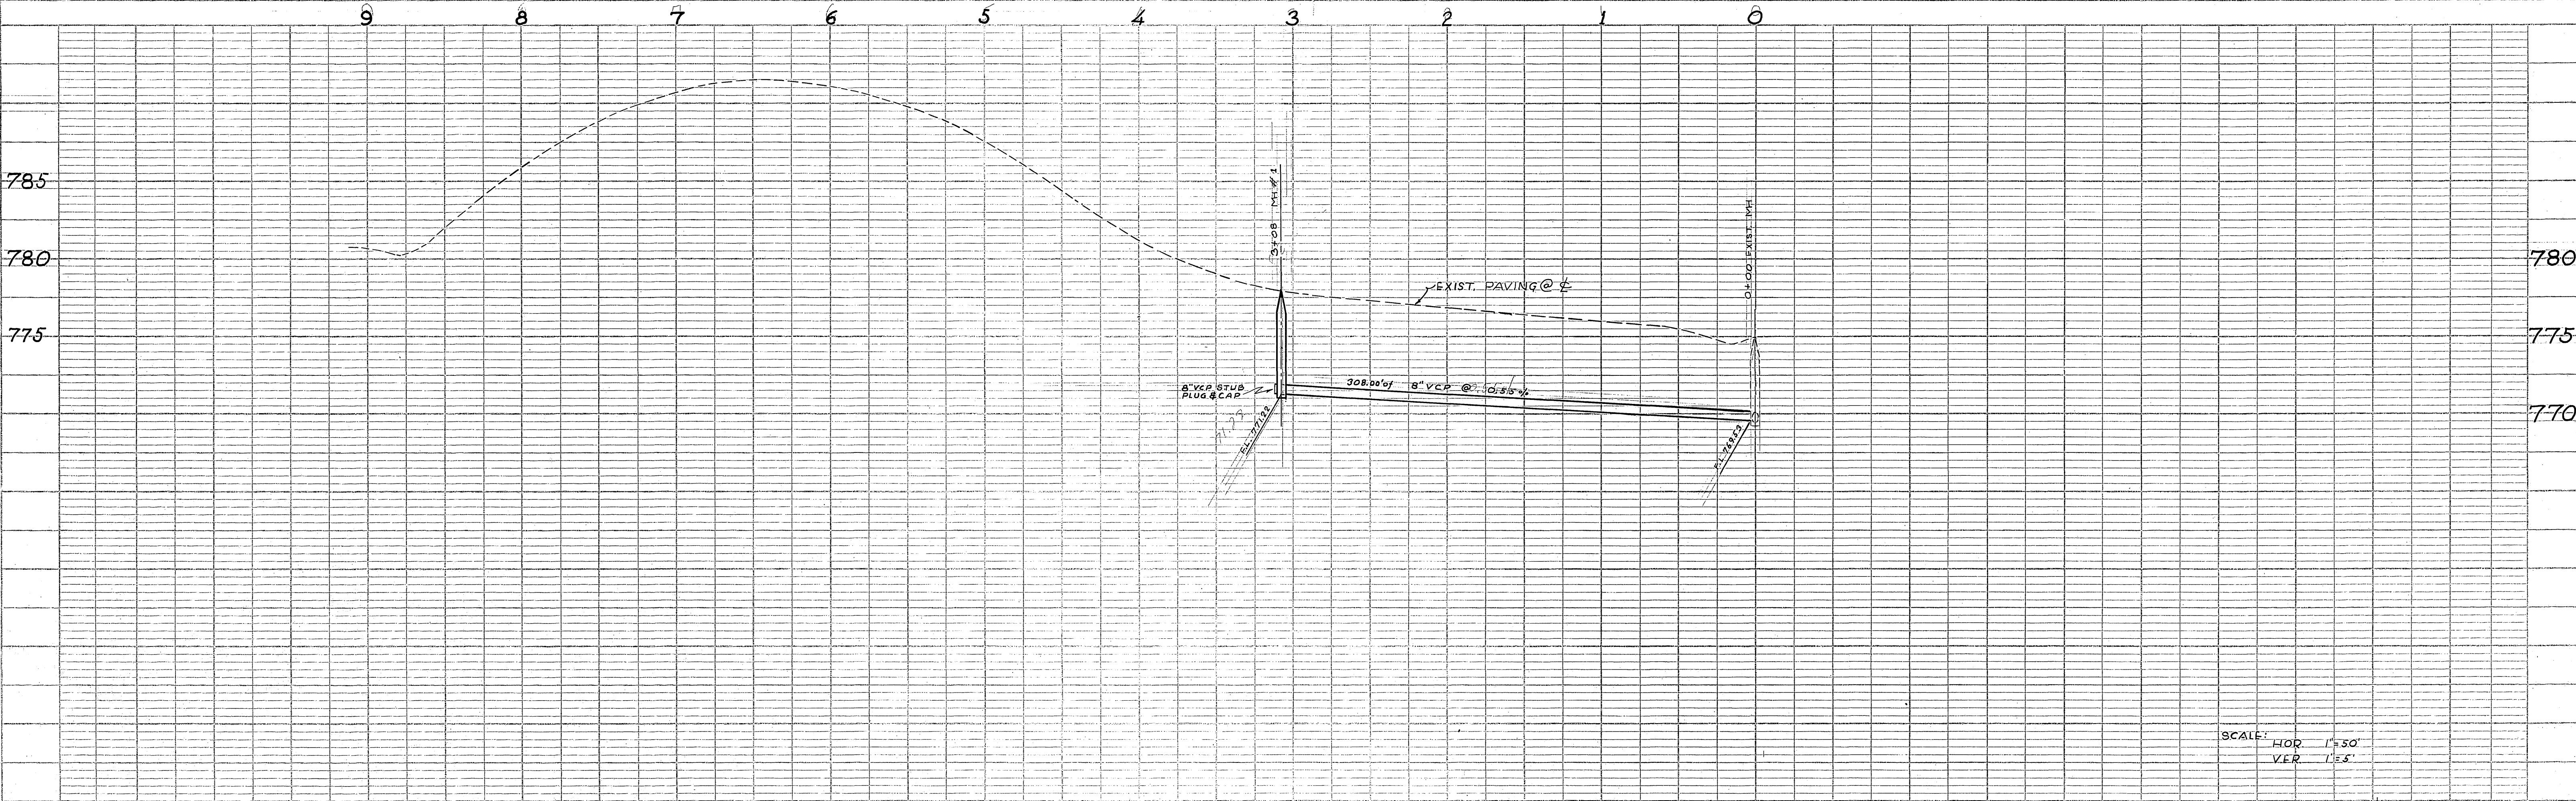 9 8 7 6 5 4 3 2 1 0
785
780 780
775 775
770
3+08 MH#1
0+00 EXIST. MH
EXIST. PAVING @ ℄
8" VCP STUB
PLUG & CAP
308.00' of 8" VCP @ 0.55%
71.23
F.L. 771.22
F.L. 769.53
SCALE:
HOR. 1"=50'
VER. 1"=5'